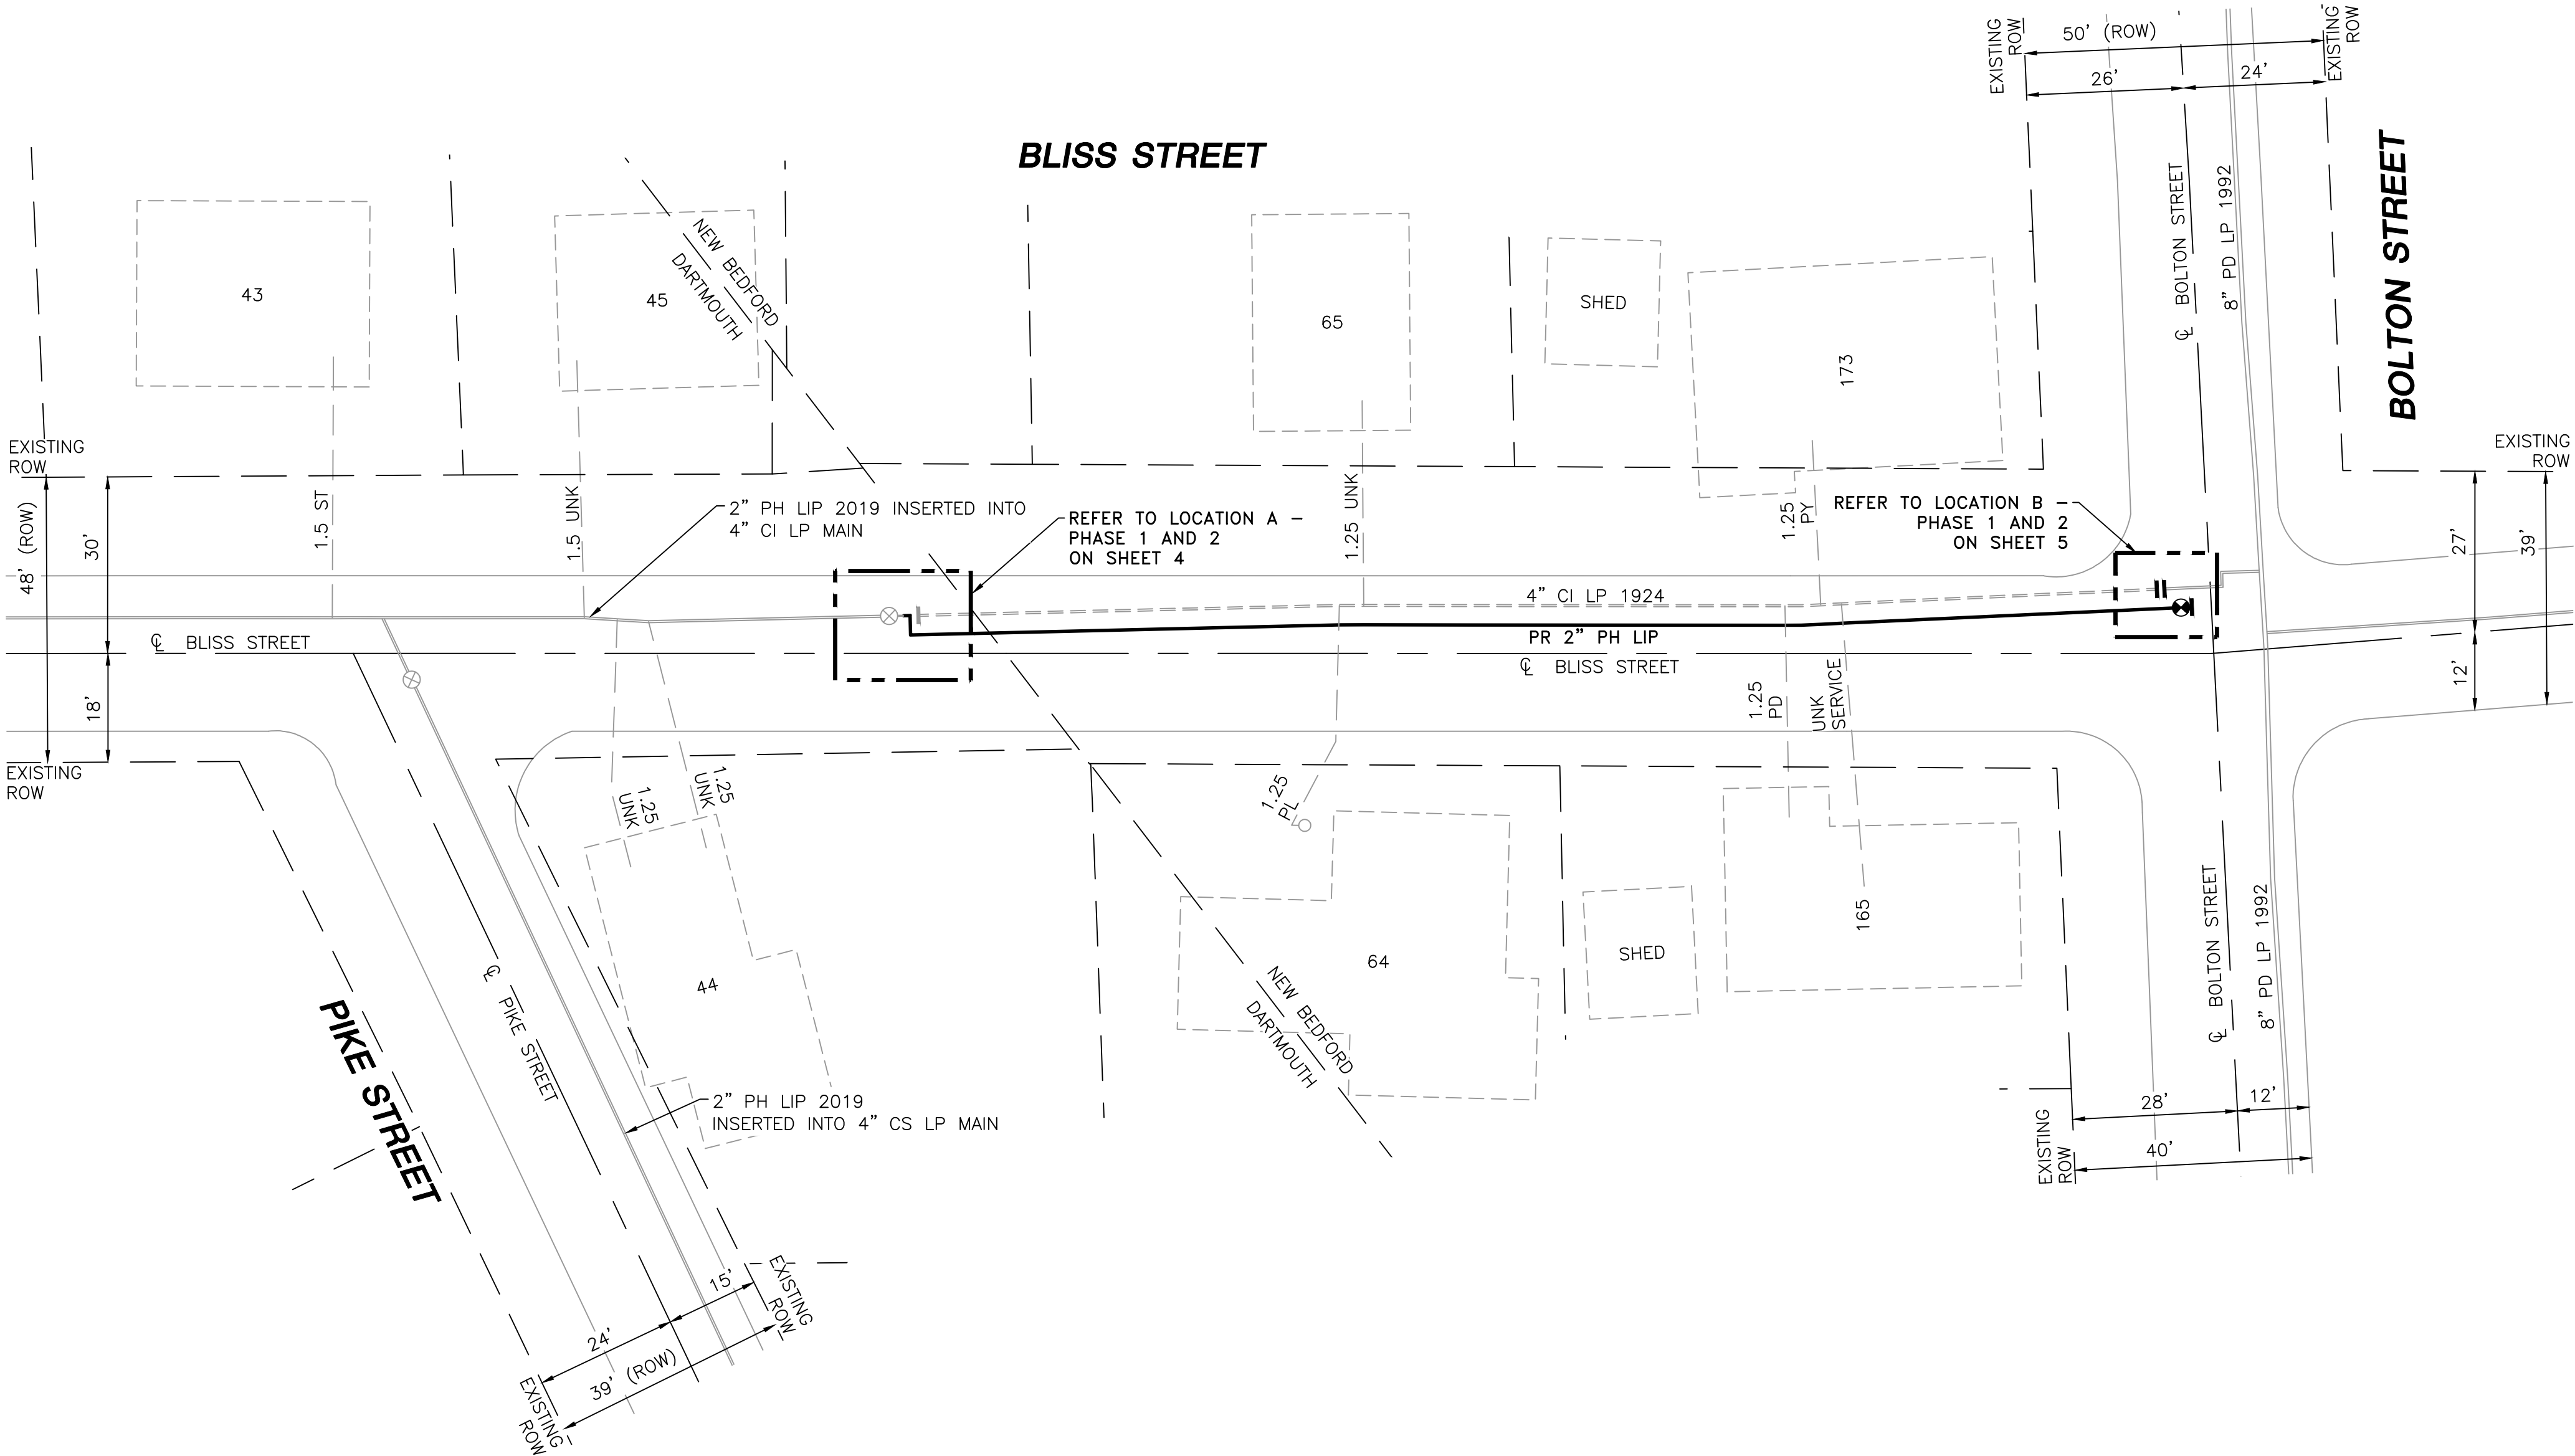 EXISTING
ROW
50' (ROW)
EXISTING
ROW
26'
24'
BLISS STREET
BOLTON STREET
℄ BOLTON STREET
8" PD LP 1992
NEW BEDFORD
DARTMOUTH
43
45
65
SHED
173
EXISTING
ROW
EXISTING
ROW
48' (ROW)
30'
18'
1.5 ST
1.5 UNK
2" PH LIP 2019 INSERTED INTO
4" CI LP MAIN
REFER TO LOCATION A -
PHASE 1 AND 2
ON SHEET 4
1.25 UNK
1.25
PY
REFER TO LOCATION B -
PHASE 1 AND 2
ON SHEET 5
27'
39'
12'
4" CI LP 1924
PR 2" PH LIP
℄ BLISS STREET
℄ BLISS STREET
EXISTING
ROW
1.25
UNK
1.25
UNK
1.25
PL
1.25
PD
UNK
SERVICE
44
64
SHED
165
℄ PIKE STREET
PIKE STREET
NEW BEDFORD
DARTMOUTH
℄ BOLTON STREET
8" PD LP 1992
2" PH LIP 2019
INSERTED INTO 4" CS LP MAIN
28'
12'
40'
EXISTING
ROW
15'
24'
39' (ROW)
EXISTING
ROW
EXISTING
ROW